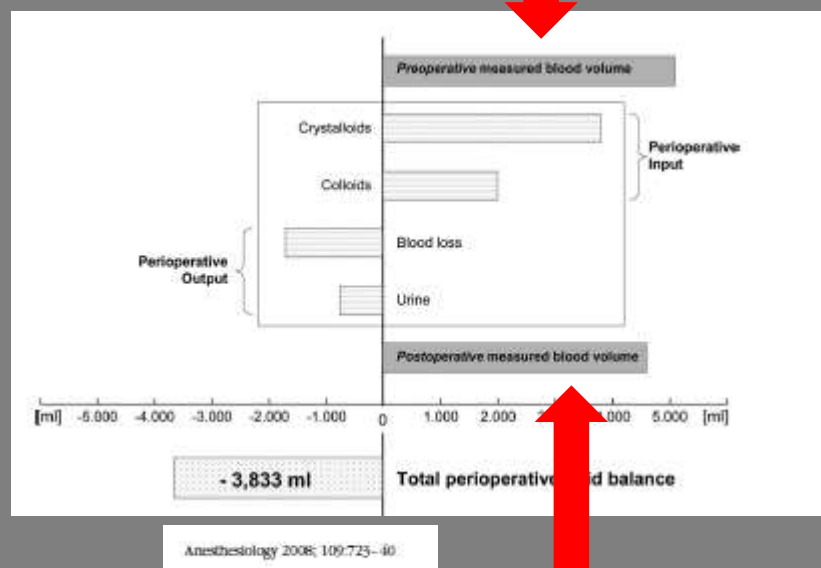 Preoperative measured blood volume
Crystalloids
Perioperative
Input
Colloids
Blood loss
Perioperative
Output
Urine
Postoperative measured blood volume
[ml] -5.000 -4.000 -3.000 -2.000 -1.000 0 1.000 2.000 5.000 [ml]
- 3,833 ml Total perioperative balance
Anesthesiology 2008; 109:723–40